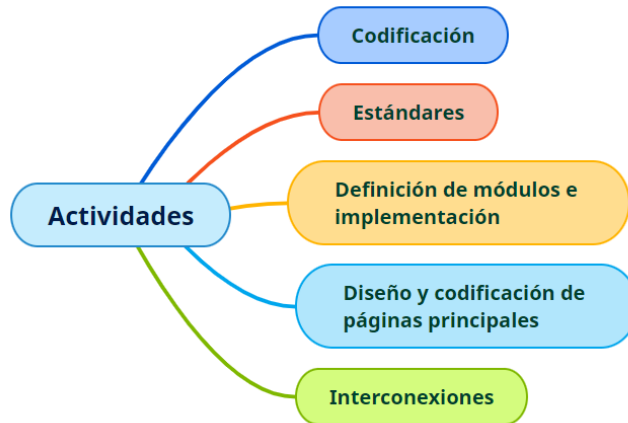 Codificación
Estándares
Actividades
Definición de módulos e
implementación
Diseño y codificación de
páginas principales
Interconexiones